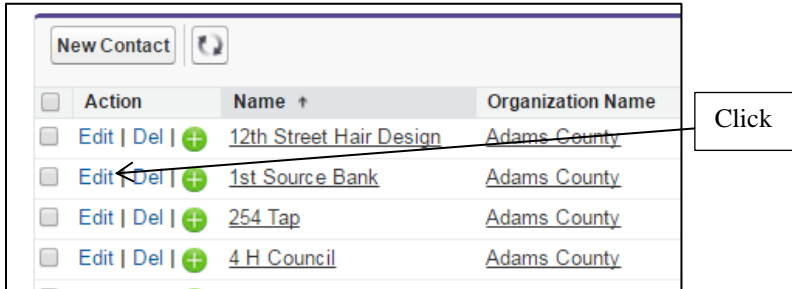 New Contact
Action Name Organization Name
Edit | Del | 12th Street Hair Design Adams County
Click
Edit | Del | 1st Source Bank Adams County
Edit | Del | 254 Tap Adams County
Edit | Del | 4 H Council Adams County